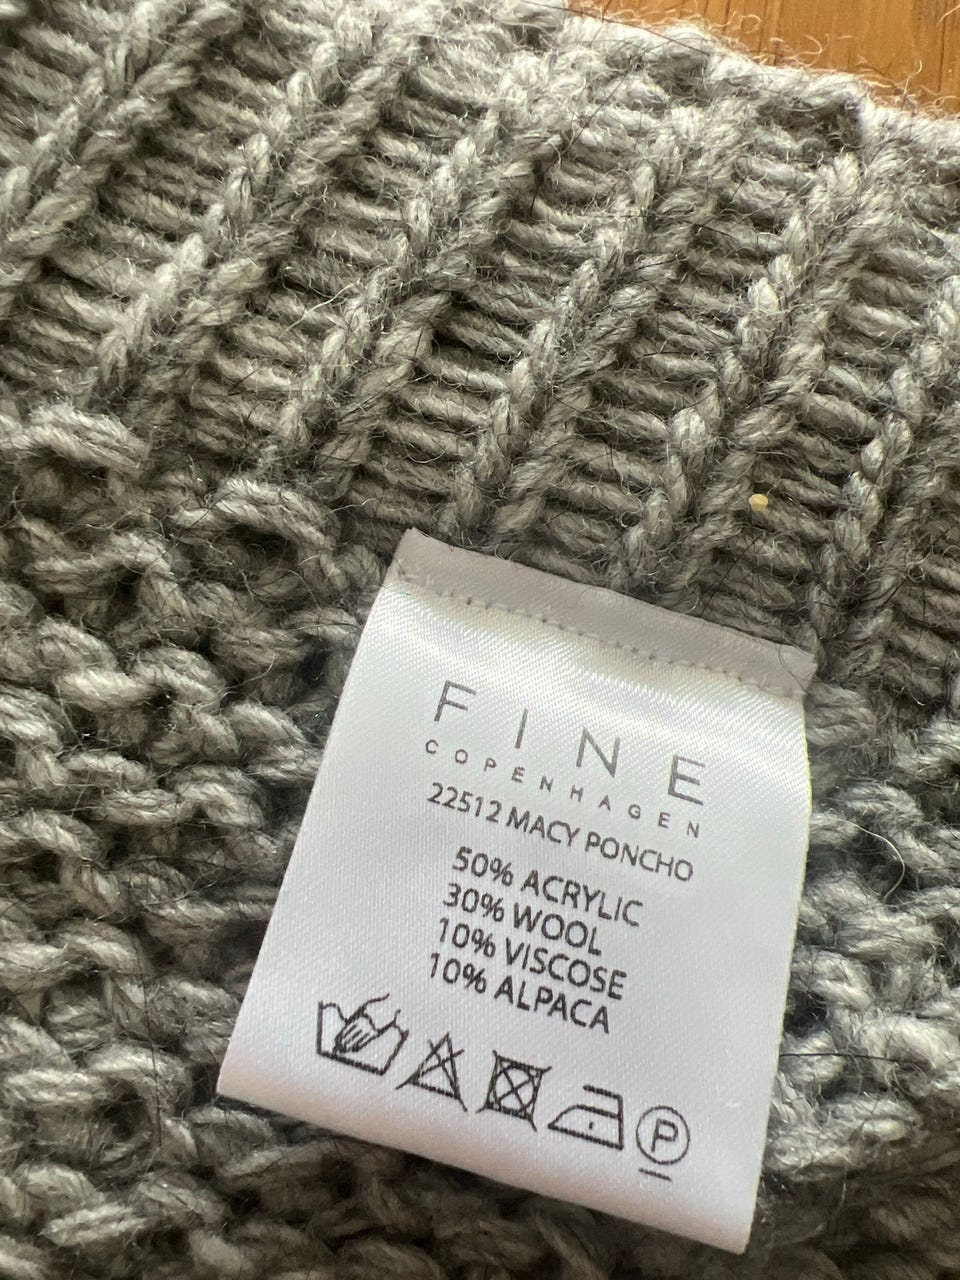 FINE
COPENHAGEN
22512 MACY PONCHO
50% ACRYLIC
30% WOOL
10% VISCOSE
10% ALPACA
P